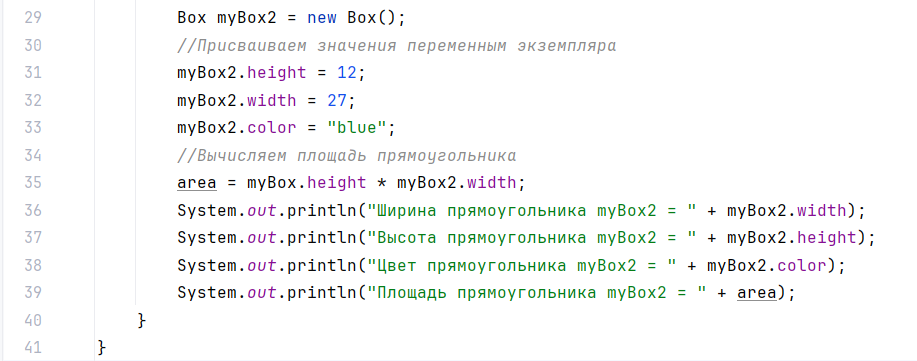 29 Box myBox2 = new Box();
30 //Присваиваем значения переменным экземпляра
31 myBox2.height = 12;
32 myBox2.width = 27;
33 myBox2.color = "blue";
34 //Вычисляем площадь прямоугольника
35 area = myBox.height * myBox2.width;
36 System.out.println("Ширина прямоугольника myBox2 = " + myBox2.width);
37 System.out.println("Высота прямоугольника myBox2 = " + myBox2.height);
38 System.out.println("Цвет прямоугольника myBox2 = " + myBox2.color);
39 System.out.println("Площадь прямоугольника myBox2 = " + area);
40 }
41 }